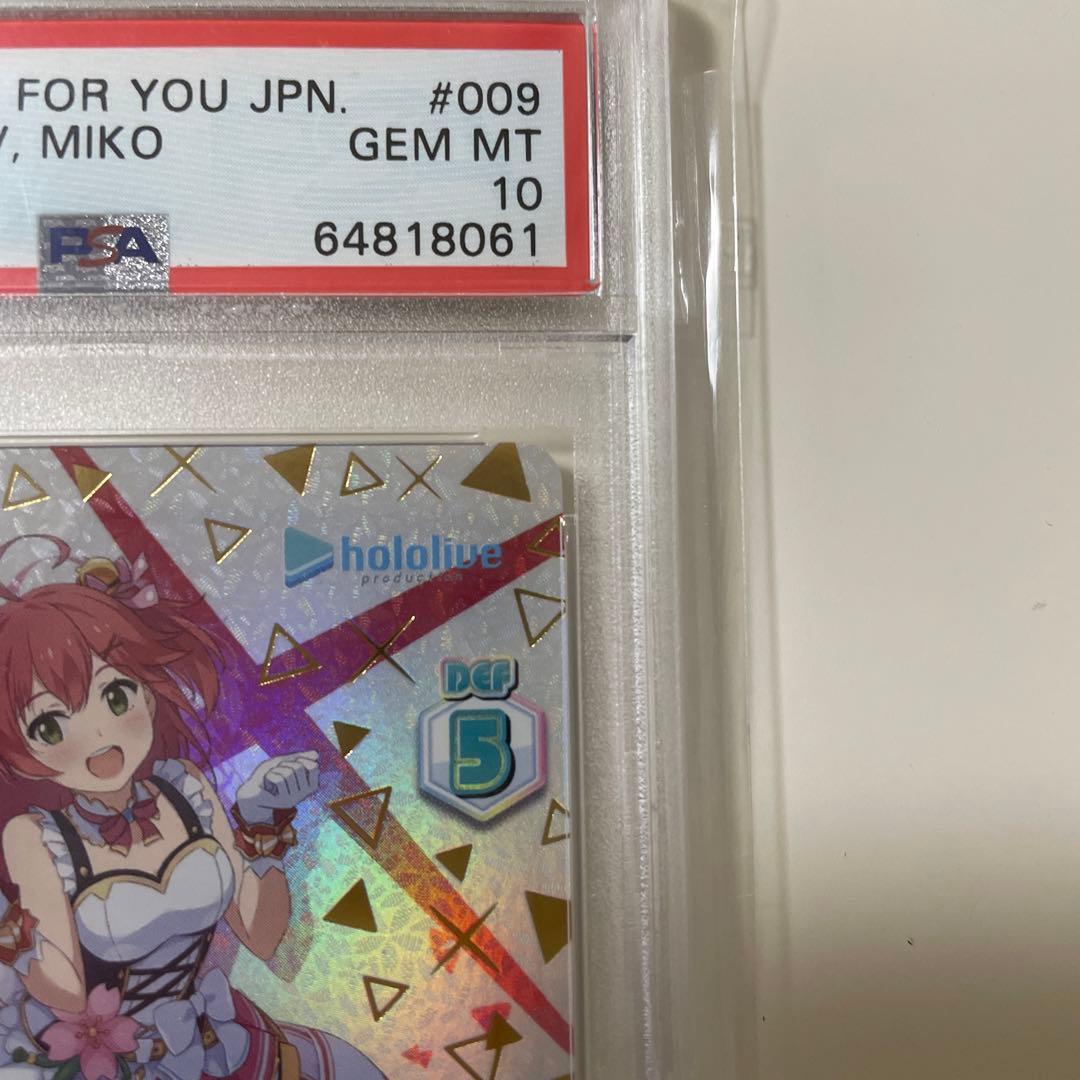 FOR YOU JPN. #009
, MIKO GEM MT
10
PSA 64818061
hololive
production
DEF
5